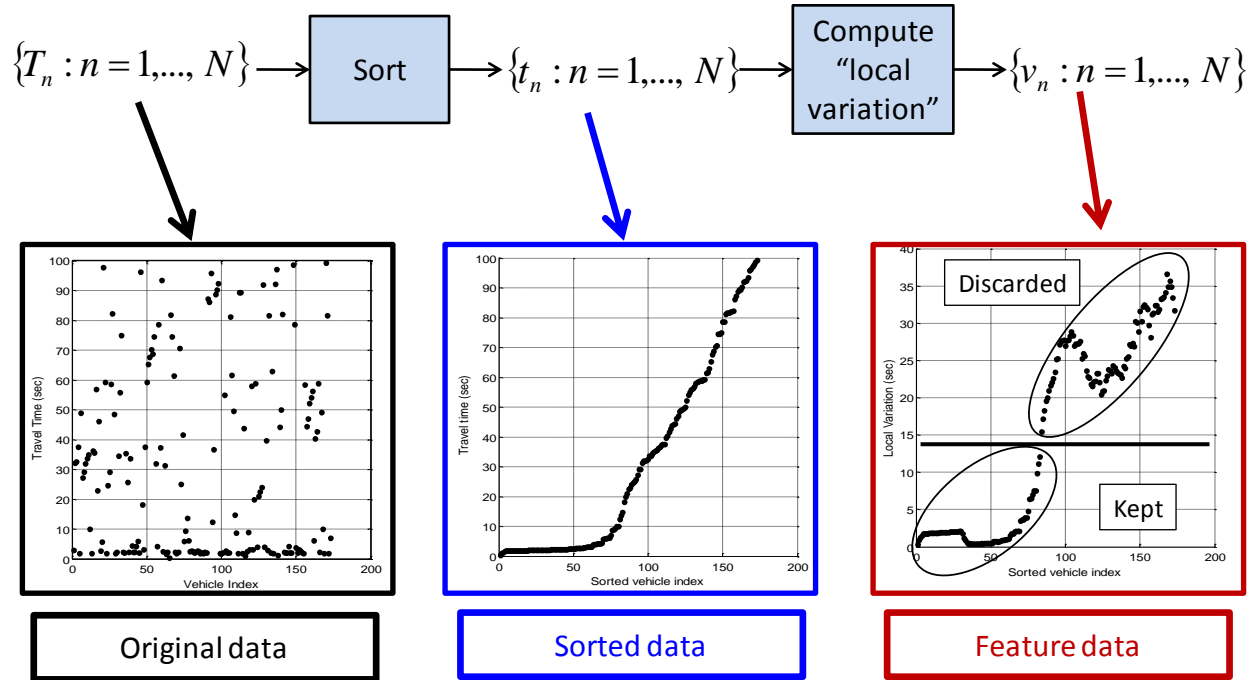 {Tₙ : n = 1,..., N}
Sort
{tₙ : n = 1,..., N}
Compute
“local
variation”
{vₙ : n = 1,..., N}
100
90
80
70
60
50
40
30
20
10
0
0 50 100 150 200
Travel Time (sec)
Vehicle Index
100
90
80
70
60
50
40
30
20
10
0
0 50 100 150 200
Travel time (sec)
Sorted vehicle index
40
35
30
25
20
15
10
5
0
0 50 100 150 200
Local Variation (sec)
Sorted vehicle index
Discarded
Kept
Original data
Sorted data
Feature data